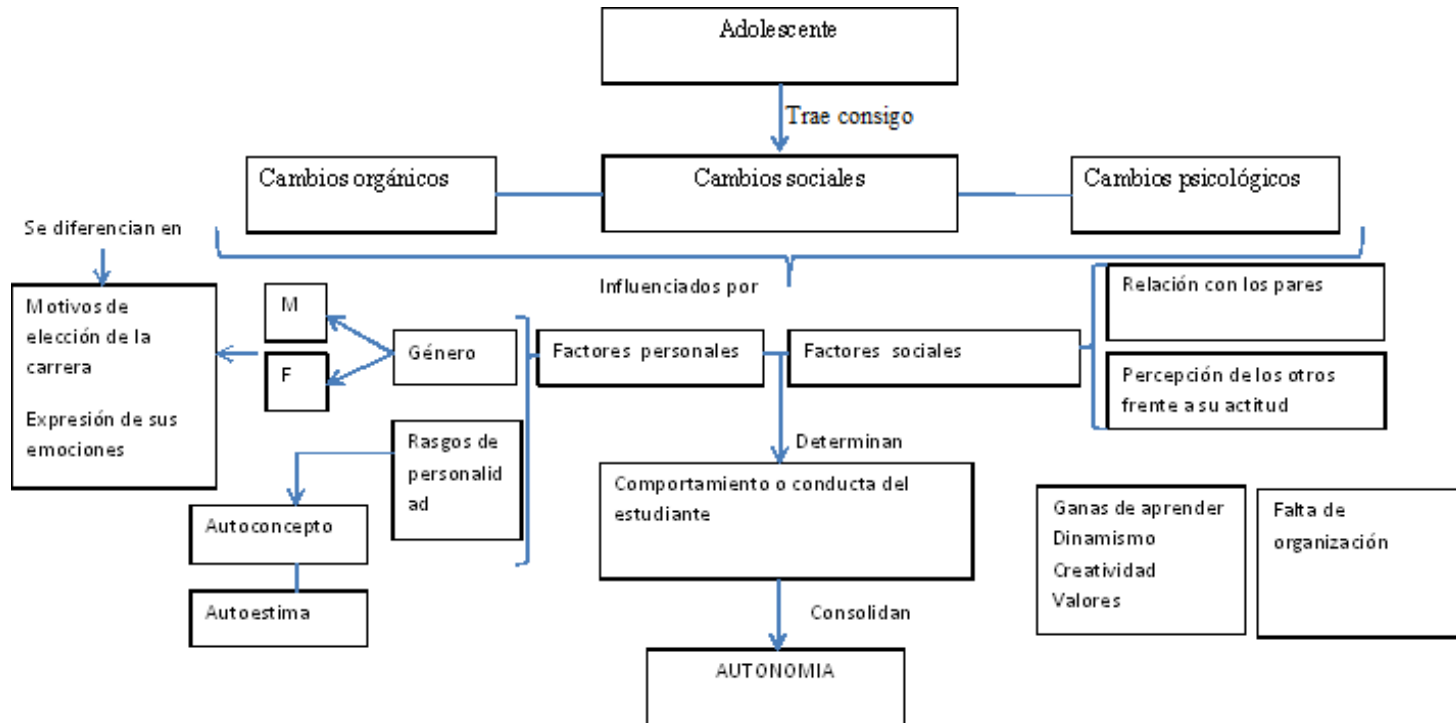 Adolescente
Trae consigo
Cambios orgánicos
Cambios sociales
Cambios psicológicos
Se diferencian en
Influenciados por
Motivos de
elección de la
carrera
Expresión de sus
emociones
M
F
Género
Rasgos de
personalid
ad
Autoconcepto
Autoestima
Factores personales
Factores sociales
Relación con los pares
Percepción de los otros
frente a su actitud
Determinan
Comportamiento o conducta del
estudiante
Consolidan
AUTONOMIA
Ganas de aprender
Dinamismo
Creatividad
Valores
Falta de
organización